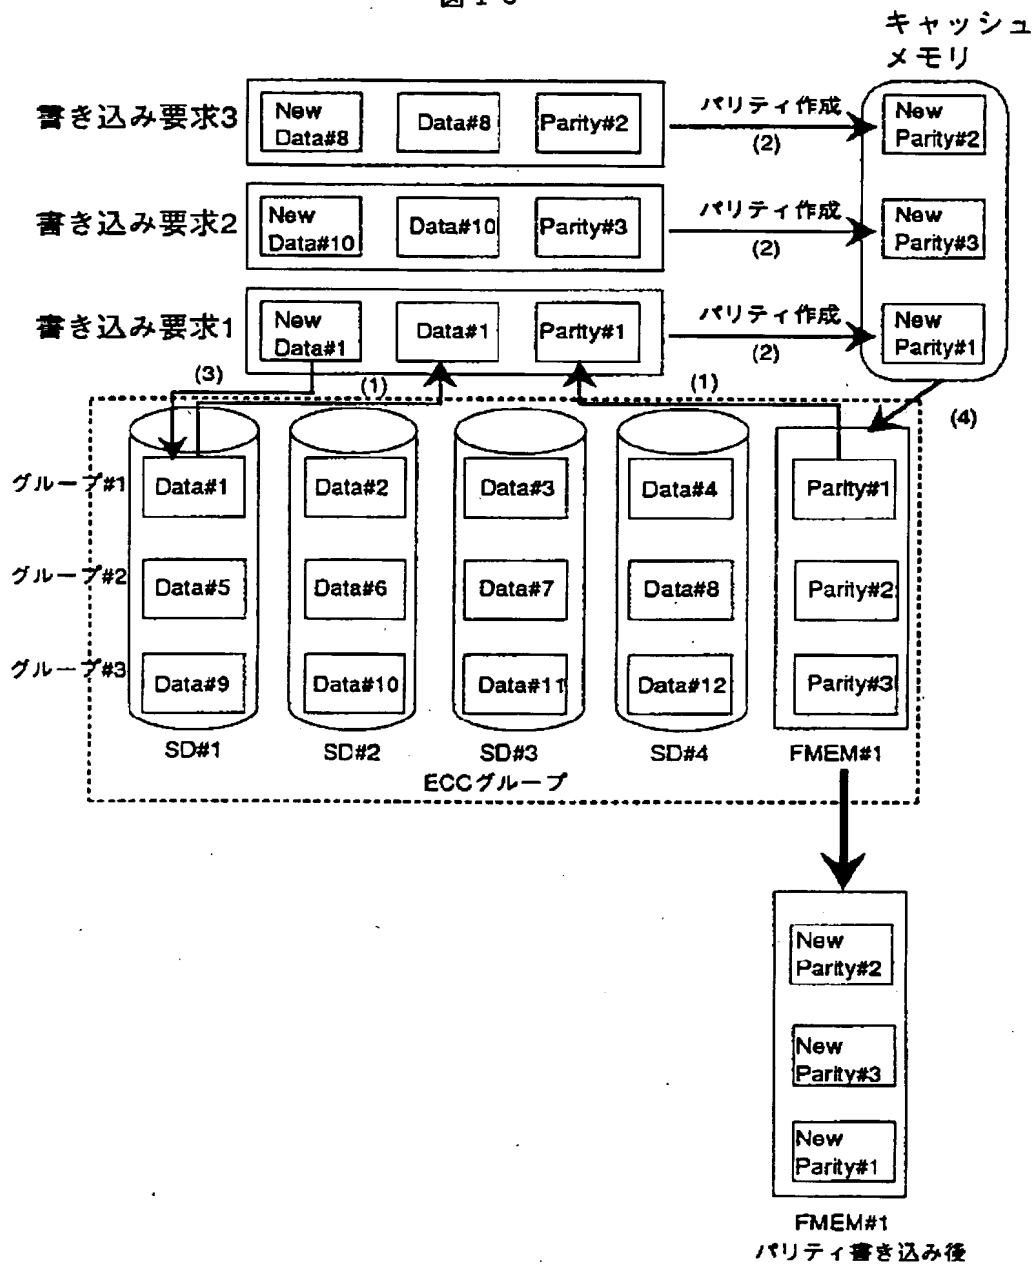 キャッシュ
メモリ
書き込み要求3
New
Data#8
Data#8
Parity#2
パリティ作成
(2)
New
Parity#2
書き込み要求2
New
Data#10
Data#10
Parity#3
パリティ作成
(2)
New
Parity#3
書き込み要求1
New
Data#1
Data#1
Parity#1
パリティ作成
(2)
New
Parity#1
(3)
(1)
(1)
(4)
グループ#1
Data#1
Data#2
Data#3
Data#4
Parity#1
グループ#2
Data#5
Data#6
Data#7
Data#8
Parity#2
グループ#3
Data#9
Data#10
Data#11
Data#12
Parity#3
SD#1
SD#2
SD#3
SD#4
FMEM#1
ECCグループ
New
Parity#2
New
Parity#3
New
Parity#1
FMEM#1
パリティ書き込み後